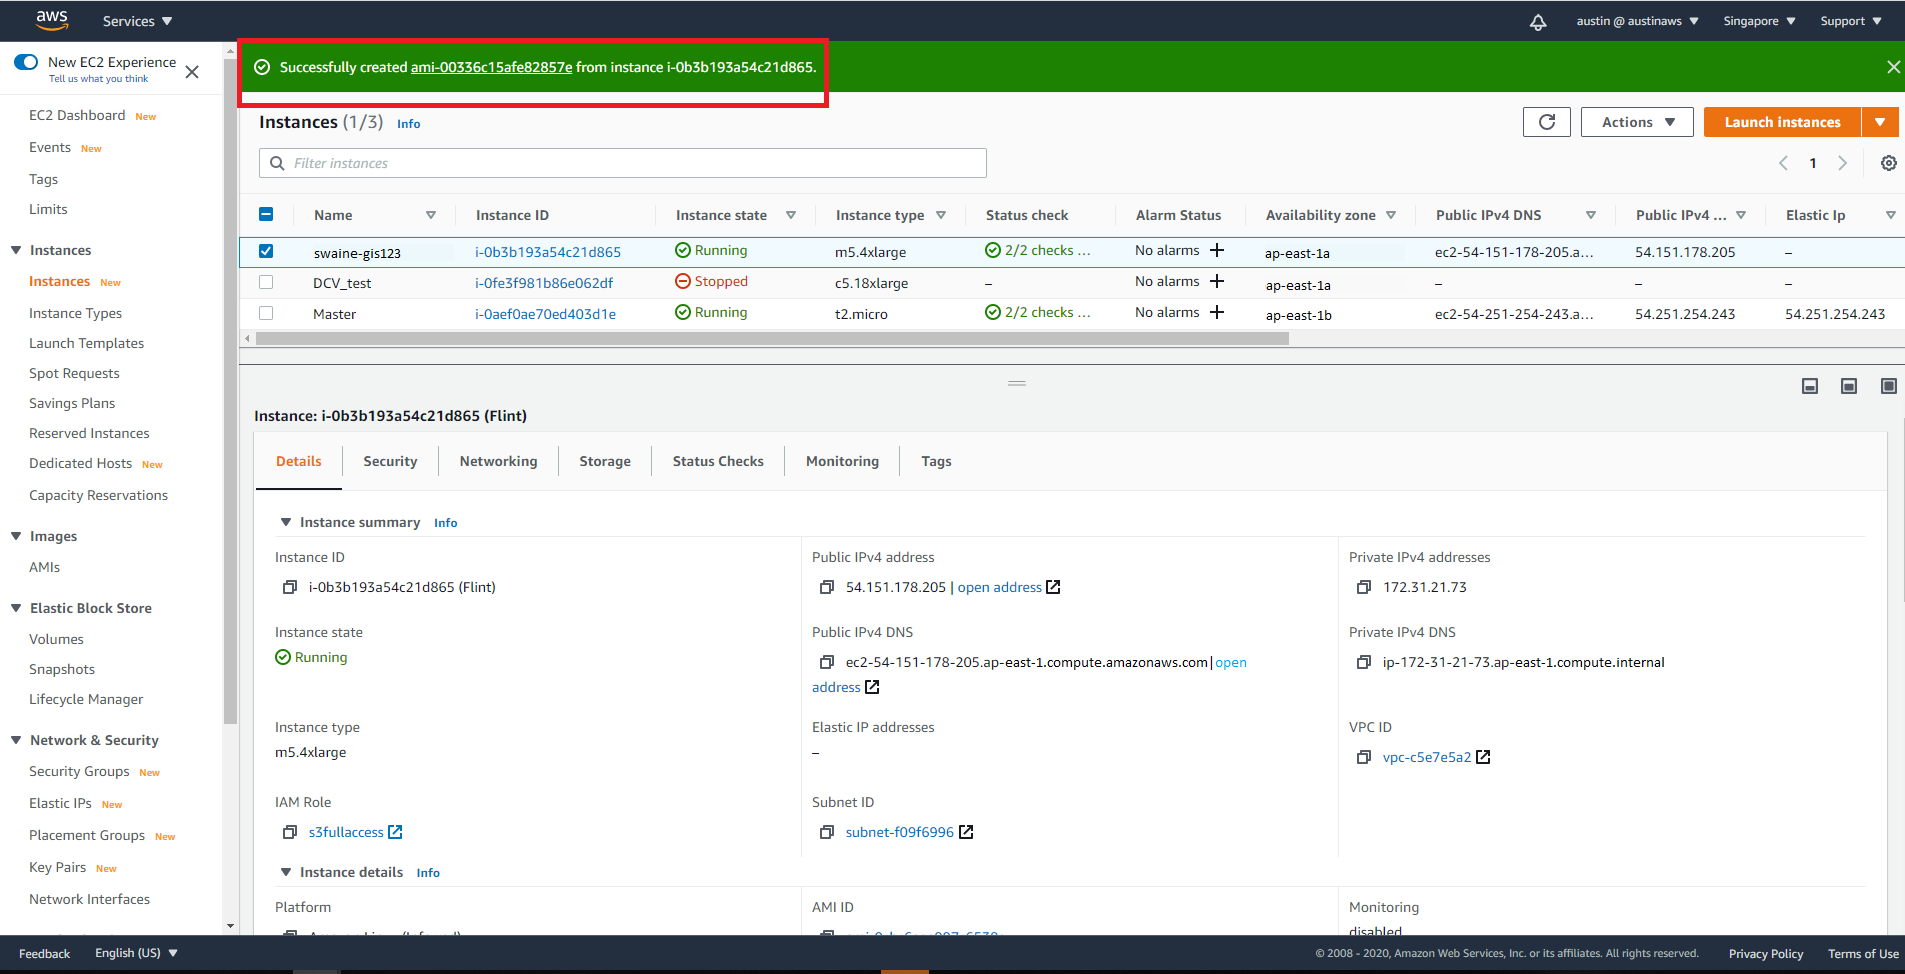 aws Services austin @ austinaws Singapore Support
New EC2 Experience
Tell us what you think
EC2 Dashboard New
Events New
Tags
Limits
Instances
Instances New
Instance Types
Launch Templates
Spot Requests
Savings Plans
Reserved Instances
Dedicated Hosts New
Capacity Reservations
Images
AMIs
Elastic Block Store
Volumes
Snapshots
Lifecycle Manager
Network & Security
Security Groups New
Elastic IPs New
Placement Groups New
Key Pairs New
Network Interfaces
Successfully created ami-00336c15afe82857e from instance i-0b3b193a54c21d865.
Instances (1/3) Info
Actions Launch instances
Filter instances
1
Name Instance ID Instance state Instance type Status check Alarm Status Availability zone Public IPv4 DNS Public IPv4 ... Elastic Ip
swaine-gis123 i-0b3b193a54c21d865 Running m5.4xlarge 2/2 checks ... No alarms + ap-east-1a ec2-54-151-178-205.a... 54.151.178.205 –
DCV_test i-0fe3f981b86e062df Stopped c5.18xlarge – No alarms + ap-east-1a – – –
Master i-0aef0ae70ed403d1e Running t2.micro 2/2 checks ... No alarms + ap-east-1b ec2-54-251-254-243.a... 54.251.254.243 54.251.254.243
Instance: i-0b3b193a54c21d865 (Flint)
Details Security Networking Storage Status Checks Monitoring Tags
Instance summary Info
Instance ID Public IPv4 address Private IPv4 addresses
i-0b3b193a54c21d865 (Flint) 54.151.178.205 | open address 172.31.21.73
Instance state Public IPv4 DNS Private IPv4 DNS
Running ec2-54-151-178-205.ap-east-1.compute.amazonaws.com|open ip-172-31-21-73.ap-east-1.compute.internal
address
Instance type Elastic IP addresses VPC ID
m5.4xlarge – vpc-c5e7e5a2
IAM Role Subnet ID
s3fullaccess subnet-f09f6996
Instance details Info
Platform AMI ID Monitoring
disabled
Feedback English (US) © 2008 - 2020, Amazon Web Services, Inc. or its affiliates. All rights reserved. Privacy Policy Terms of Use